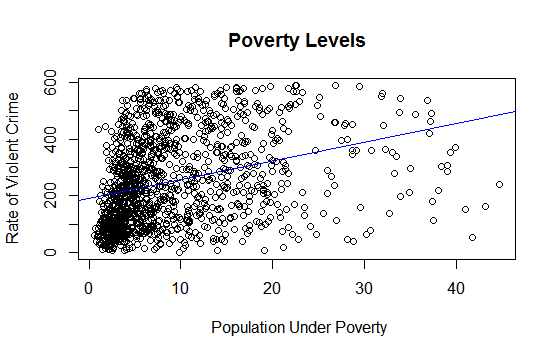 Poverty Levels
Rate of Violent Crime
600
400
200
0
0 10 20 30 40
Population Under Poverty